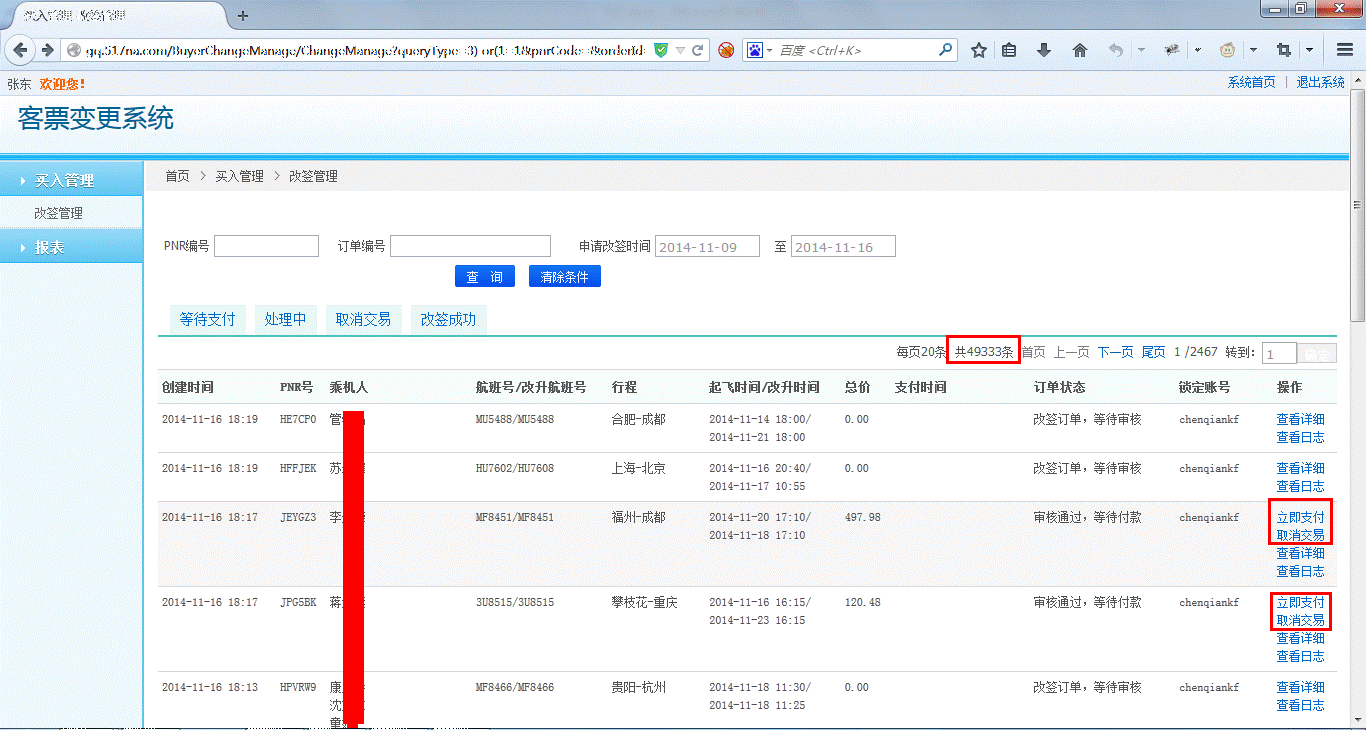 gq.517na.com/BuyerChangeManage/ChangeManage?queryType=3) or(1=1&parCode=&orderId=
百度 <Ctrl+K>
张东 欢迎您!
系统首页 | 退出系统
客票变更系统
买入管理
改签管理
报表
首页 > 买入管理 > 改签管理
PNR编号 订单编号 申请改签时间 2014-11-09 至 2014-11-16
查 询 清除条件
等待支付 处理中 取消交易 改签成功
每页20条 共49333条 首页 上一页 下一页 尾页 1 /2467 转到: 1
创建时间 PNR号 乘机人 航班号/改升航班号 行程 起飞时间/改升时间 总价 支付时间 订单状态 锁定账号 操作
2014-11-16 18:19 HE7CP0 管 MU5488/MU5488 合肥-成都 2014-11-14 18:00/ 0.00 改签订单，等待审核 chenqiankf 查看详细
2014-11-21 18:00 查看日志
2014-11-16 18:19 HFFJEK 苏 HU7602/HU7608 上海-北京 2014-11-16 20:40/ 0.00 改签订单，等待审核 chenqiankf 查看详细
2014-11-17 10:55 查看日志
2014-11-16 18:17 JEYGZ3 李 MF8451/MF8451 福州-成都 2014-11-20 17:10/ 497.98 审核通过，等待付款 chenqiankf 立即支付
2014-11-18 17:10 取消交易
查看详细
查看日志
2014-11-16 18:17 JPG5BK 蒋 3U8515/3U8515 攀枝花-重庆 2014-11-16 16:15/ 120.48 审核通过，等待付款 chenqiankf 立即支付
2014-11-23 16:15 取消交易
查看详细
查看日志
2014-11-16 18:13 HPVRW9 康 MF8466/MF8466 贵阳-杭州 2014-11-18 11:30/ 0.00 改签订单，等待审核 chenqiankf 查看详细
沈 2014-11-18 11:25 查看日志
童